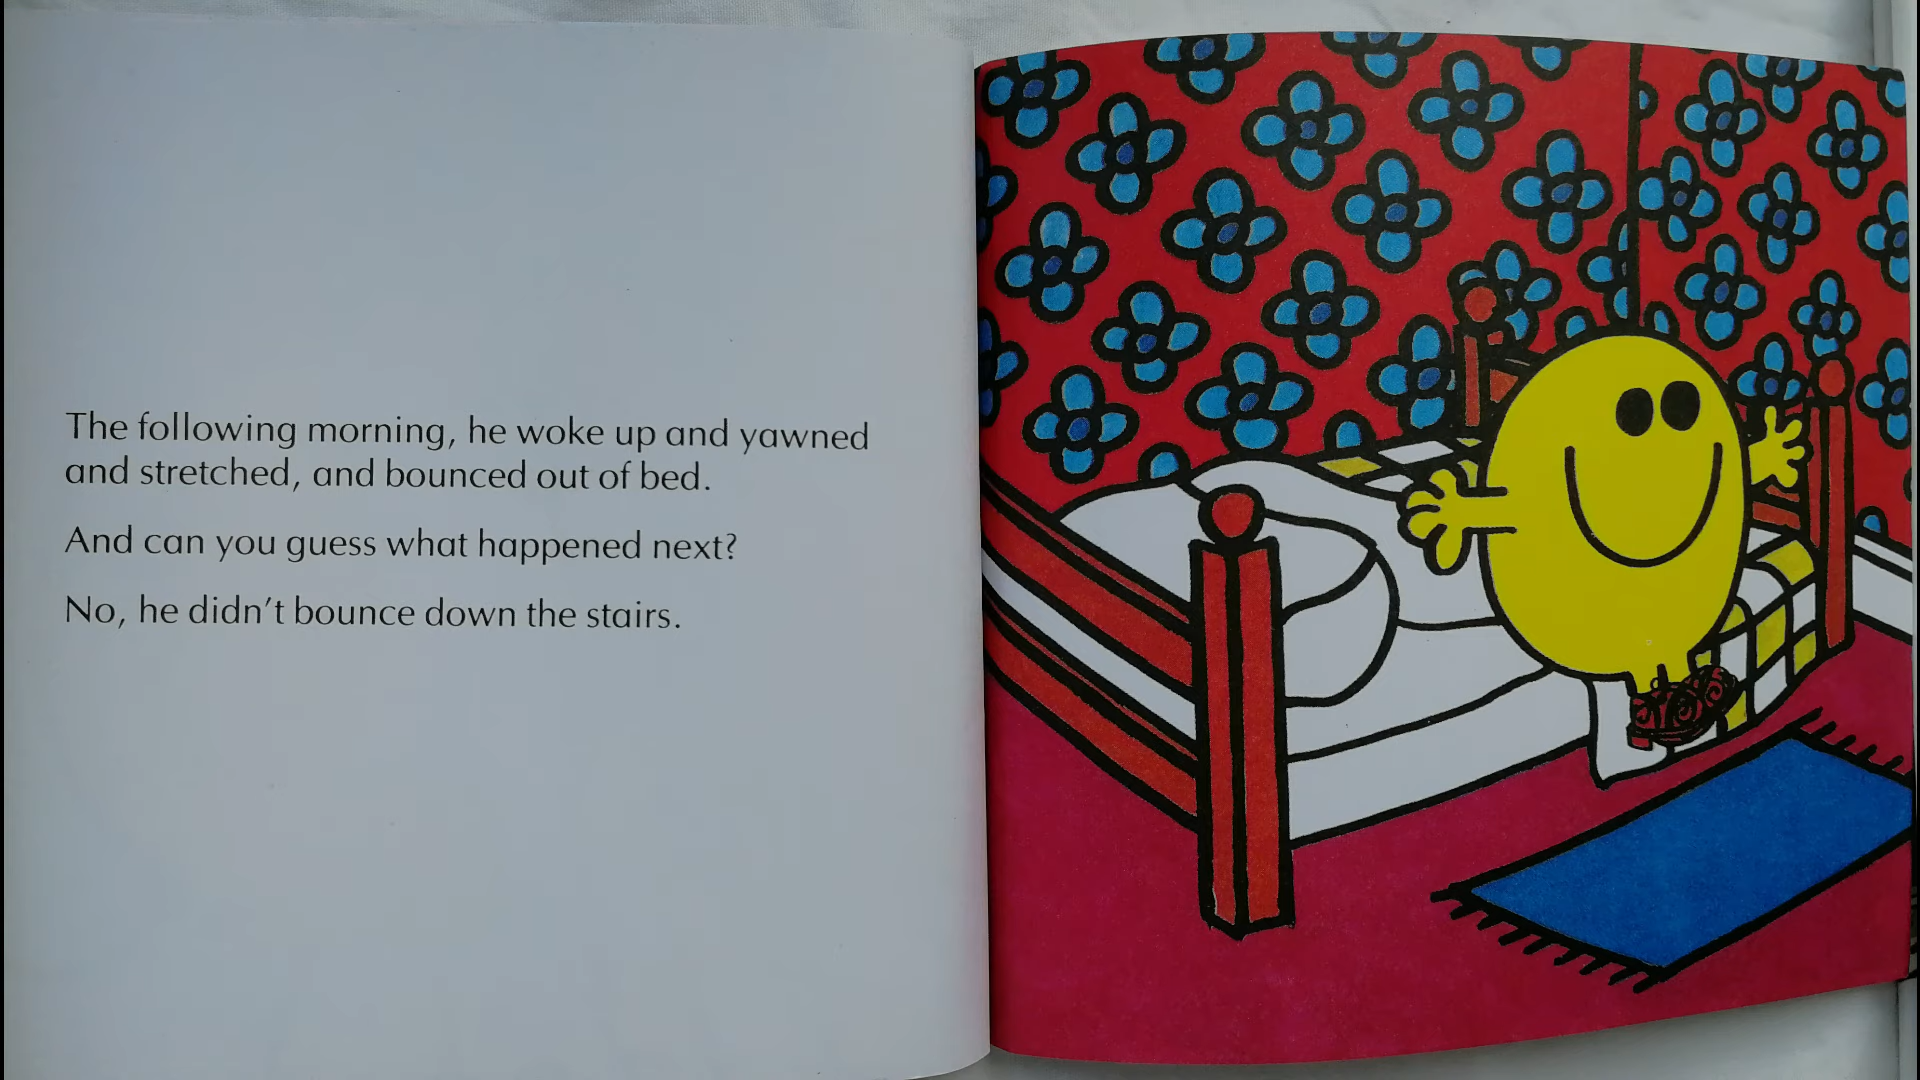 The following morning, he woke up and yawned
and stretched, and bounced out of bed.
And can you guess what happened next?
No, he didn't bounce down the stairs.